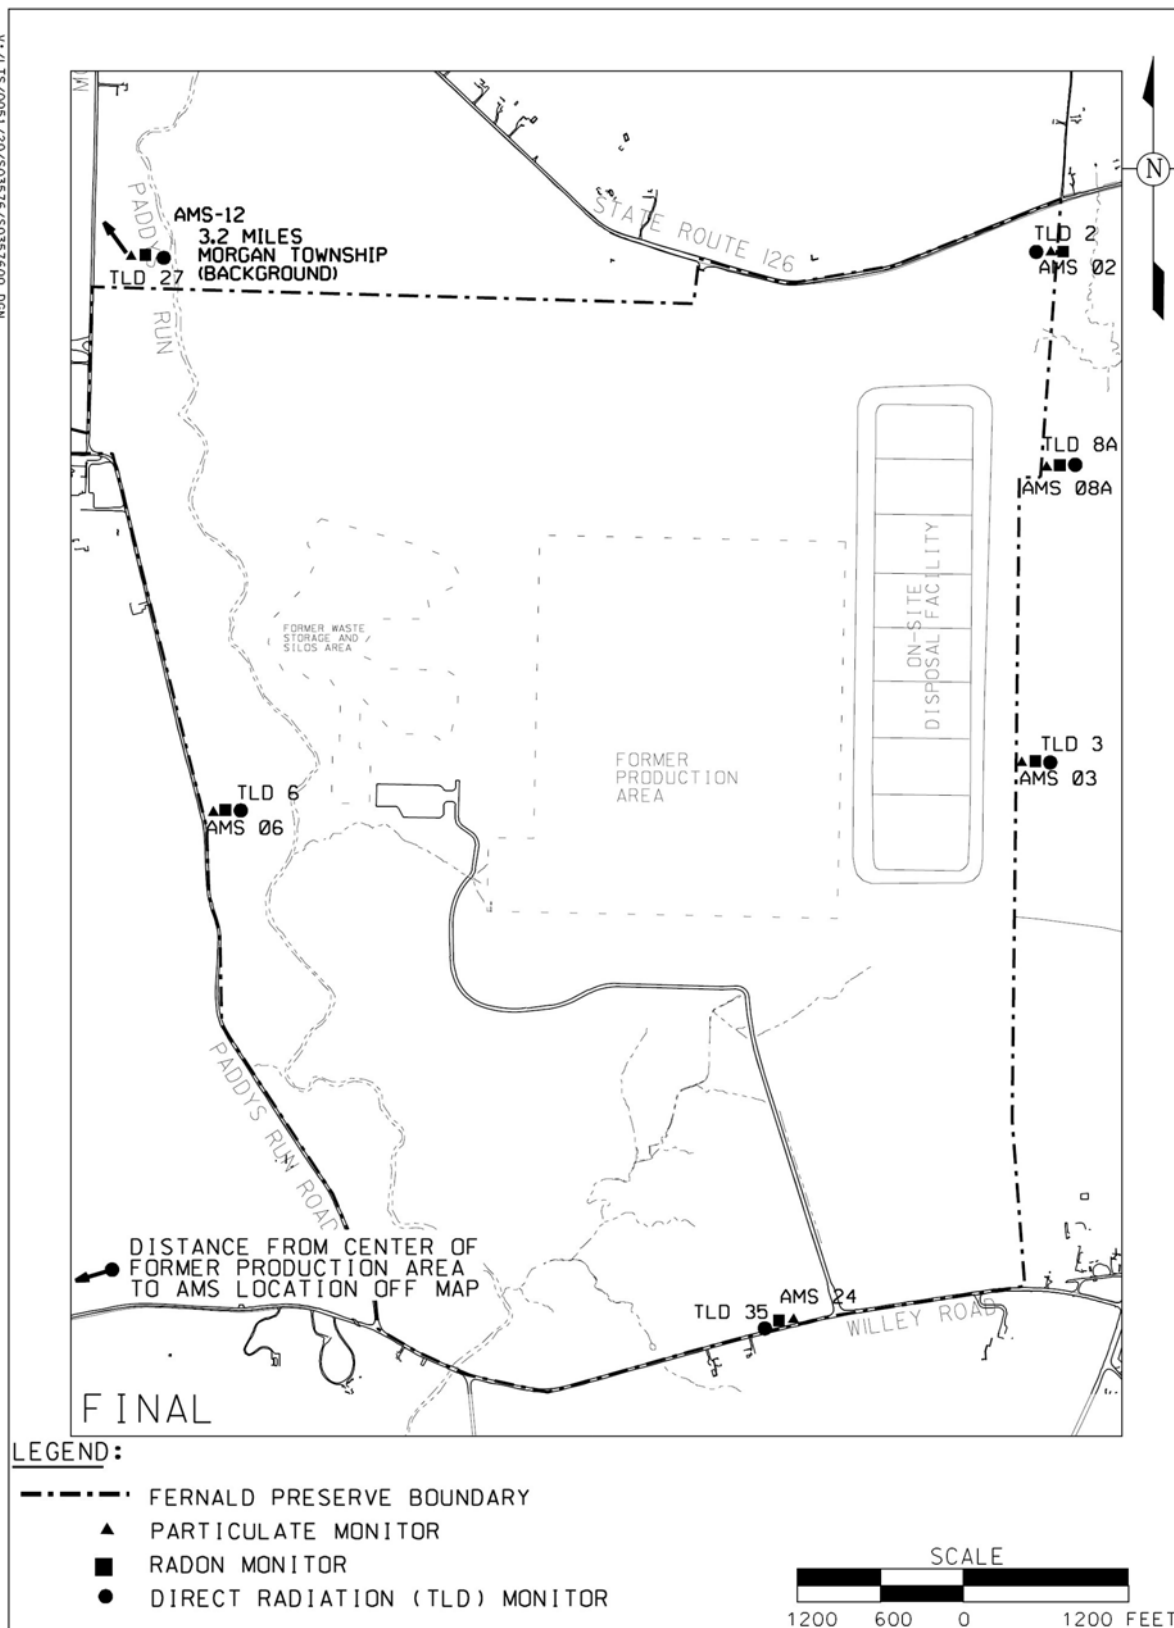 N
STATE ROUTE 126
PADDYS RUN
AMS-12
3.2 MILES
MORGAN TOWNSHIP
(BACKGROUND)
TLD 27
TLD 2
AMS 02
TLD 8A
AMS 08A
ON-SITE
DISPOSAL FACILITY
FORMER WASTE
STORAGE AND
SILOS AREA
FORMER
PRODUCTION
AREA
TLD 3
AMS 03
TLD 6
AMS 06
PADDYS RUN ROAD
DISTANCE FROM CENTER OF
FORMER PRODUCTION AREA
TO AMS LOCATION OFF MAP
AMS 24
TLD 35
WILLEY ROAD
FINAL
LEGEND:
FERNALD PRESERVE BOUNDARY
PARTICULATE MONITOR
RADON MONITOR
DIRECT RADIATION (TLD) MONITOR
SCALE
1200 600 0 1200 FEET